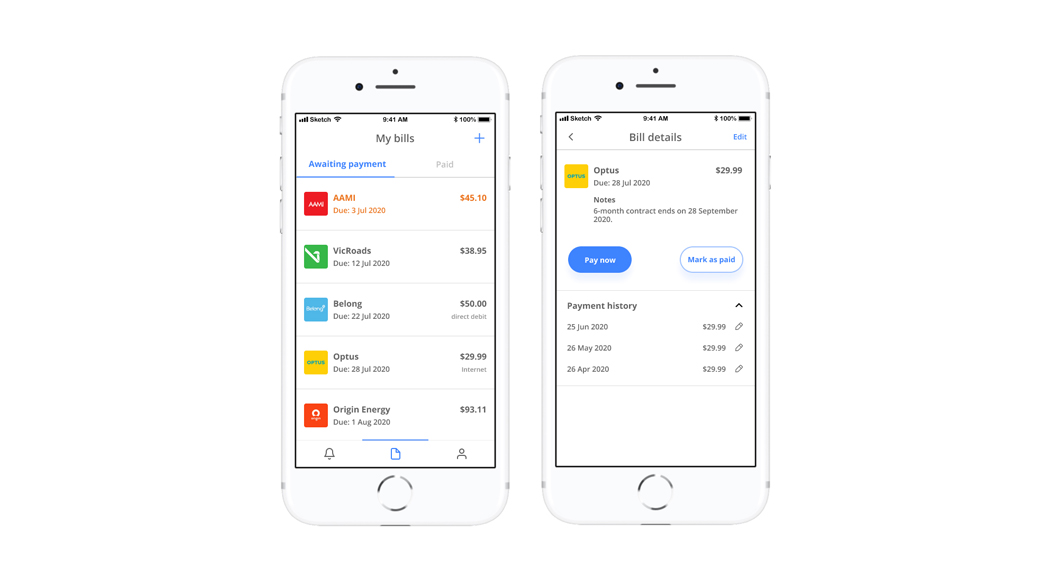 Sketch 9:41 AM 100%
My bills +
Awaiting payment Paid
AAMI
AAMI $45.10
Due: 3 Jul 2020
VicRoads $38.95
Due: 12 Jul 2020
Belong
Belong $50.00
Due: 22 Jul 2020 direct debit
OPTUS
Optus $29.99
Due: 28 Jul 2020 Internet
origin
Origin Energy $93.11
Due: 1 Aug 2020
Sketch 9:41 AM 100%
Bill details Edit
OPTUS
Optus $29.99
Due: 28 Jul 2020
Notes
6-month contract ends on 28 September
2020.
Pay now Mark as paid
Payment history
25 Jun 2020 $29.99
26 May 2020 $29.99
26 Apr 2020 $29.99